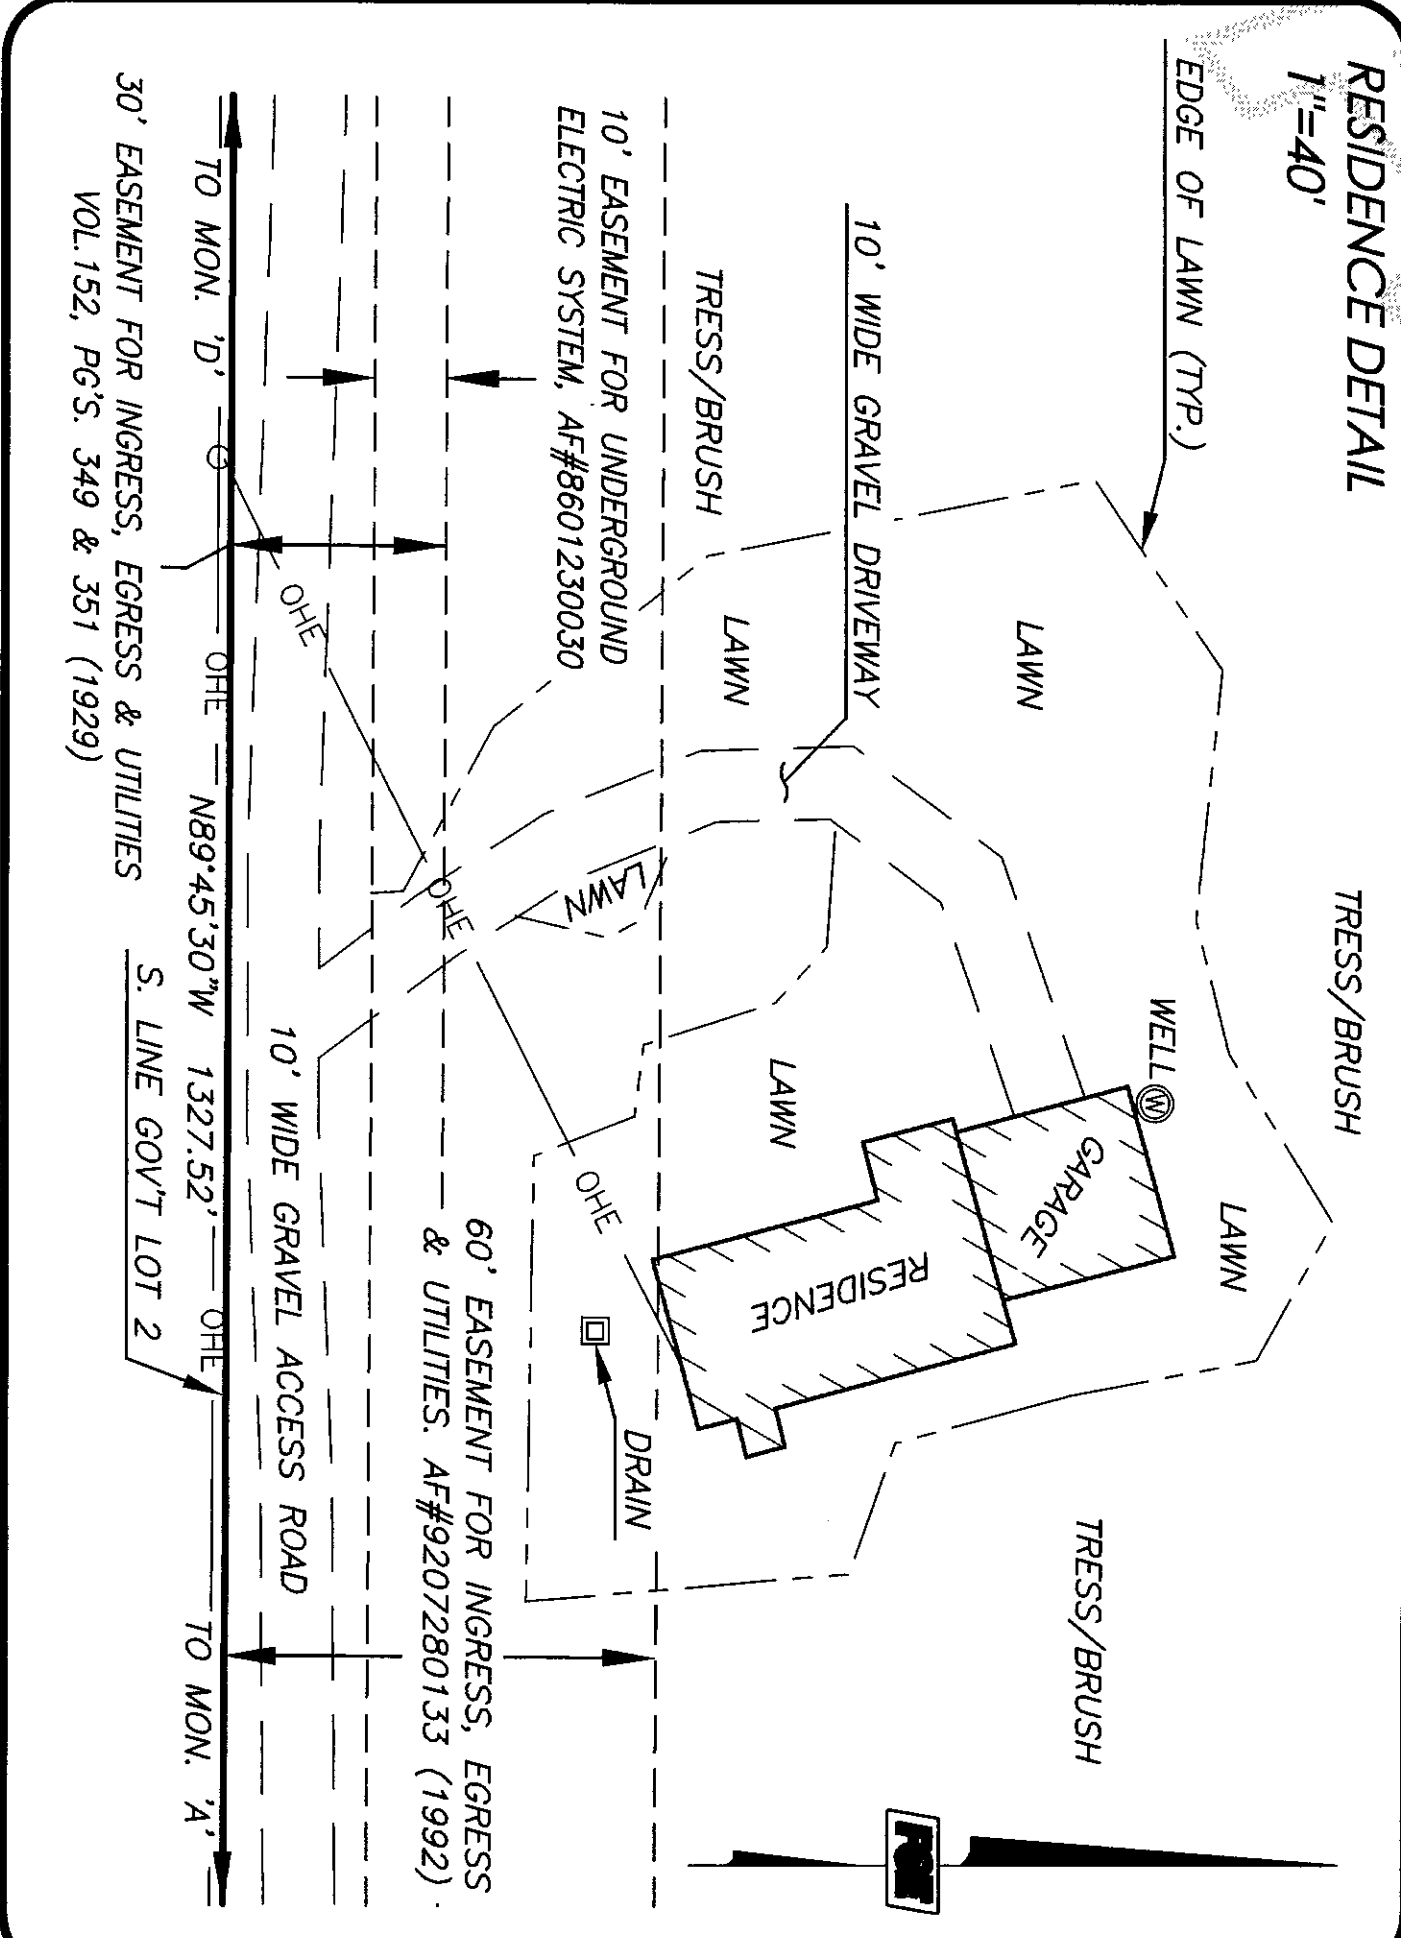 RESIDENCE DETAIL
1"=40'
EDGE OF LAWN (TYP.)
TRESS/BRUSH
LAWN
WELL
W
LAWN
GARAGE
TRESS/BRUSH
10' WIDE GRAVEL DRIVEWAY
TRESS/BRUSH
LAWN
LAWN
RESIDENCE
10' EASEMENT FOR UNDERGROUND
ELECTRIC SYSTEM, AF#8601230030
LAWN
OHE
OHE
OHE
DRAIN
60' EASEMENT FOR INGRESS, EGRESS
& UTILITIES. AF#9207280133 (1992)
10' WIDE GRAVEL ACCESS ROAD
TO MON. 'D'
OHE
N89°45'30"W 1327.52'
OHE
TO MON. 'A'
S. LINE GOV'T LOT 2
30' EASEMENT FOR INGRESS, EGRESS & UTILITIES
VOL.152, PG'S. 349 & 351 (1929)